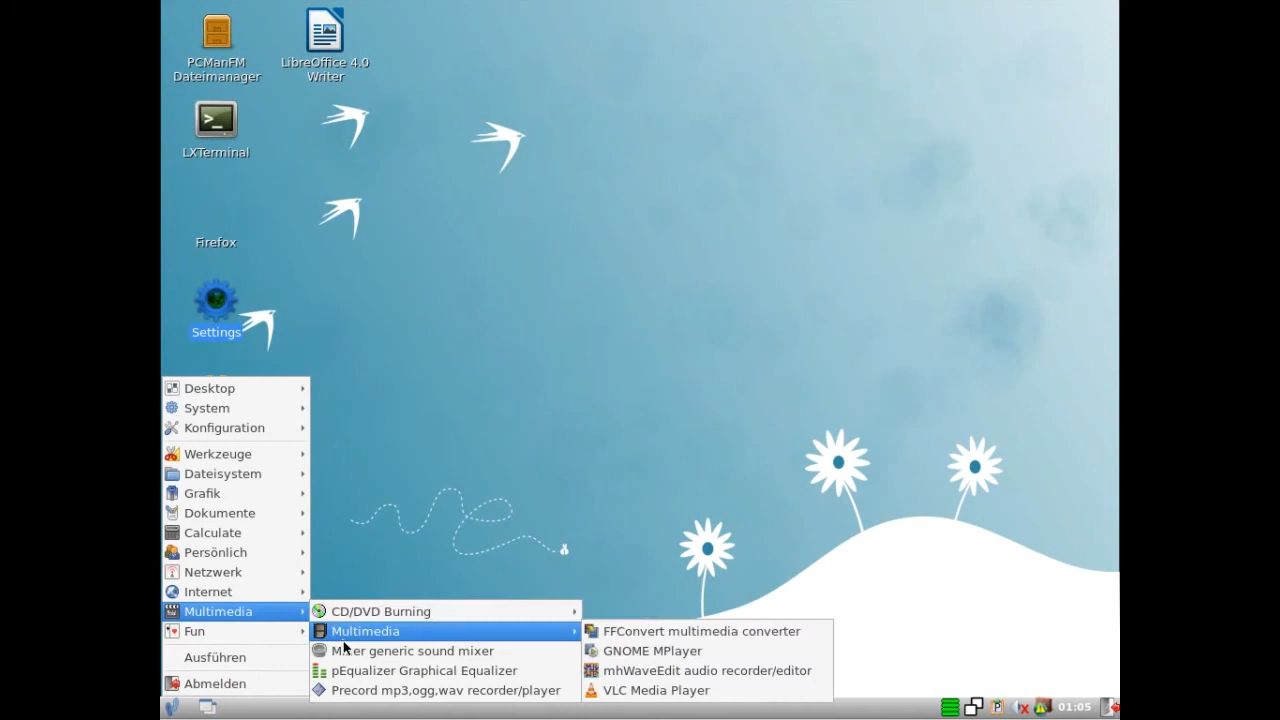 PCManFM
Dateimanager
LibreOffice 4.0
Writer
LXTerminal
Firefox
Settings
Desktop
System
Konfiguration
Werkzeuge
Dateisystem
Grafik
Dokumente
Calculate
Persönlich
Netzwerk
Internet
Multimedia
Fun
Ausführen
Abmelden
CD/DVD Burning
Multimedia
Mixer generic sound mixer
pEqualizer Graphical Equalizer
Precord mp3,ogg,wav recorder/player
FFConvert multimedia converter
GNOME MPlayer
mhWaveEdit audio recorder/editor
VLC Media Player
01:05